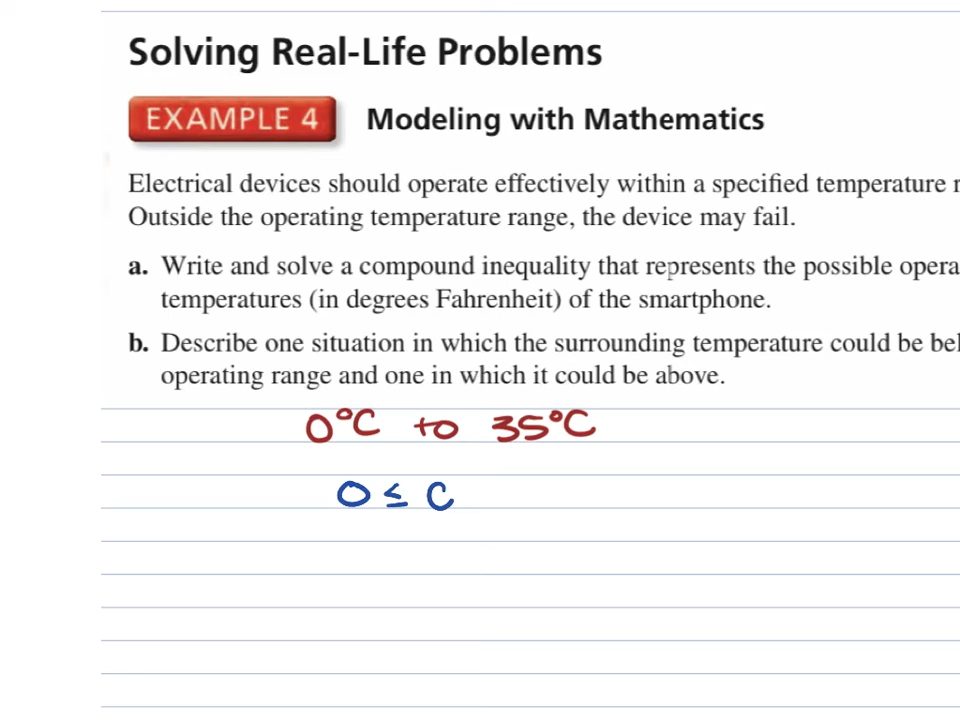 Solving Real-Life Problems
EXAMPLE 4 Modeling with Mathematics
Electrical devices should operate effectively within a specified temperature
Outside the operating temperature range, the device may fail.
a. Write and solve a compound inequality that represents the possible
temperatures (in degrees Fahrenheit) of the smartphone.
b. Describe one situation in which the surrounding temperature could be
operating range and one in which it could be above.
0°C to 35°C
0 ≤ C